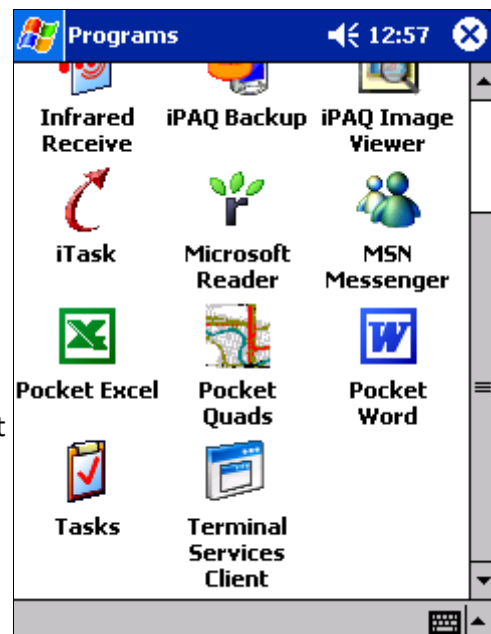 Programs 12:57
Infrared Receive
iPAQ Backup
iPAQ Image Viewer
iTask
Microsoft Reader
MSN Messenger
Pocket Excel
Pocket Quads
Pocket Word
Tasks
Terminal Services Client
t